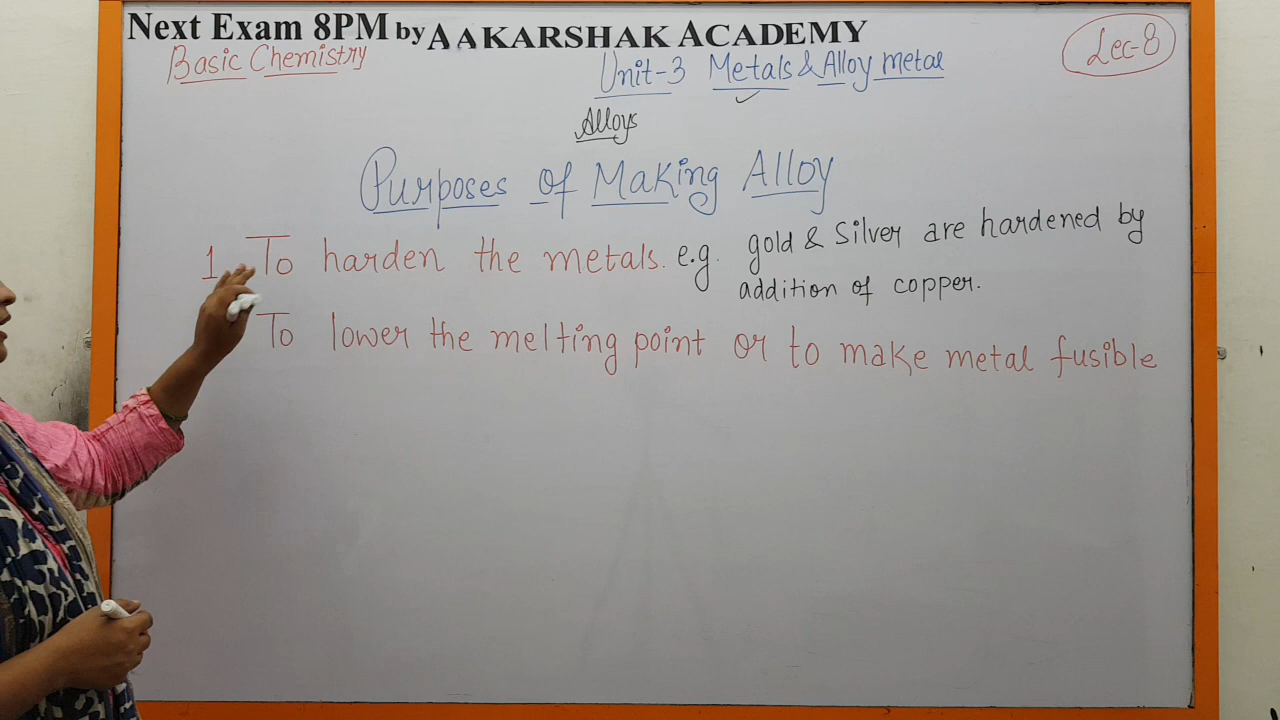 Next Exam 8PM by AAKARSHAK ACADEMY
Basic Chemistry
Unit-3 Metals & Alloy metal
Lec-8
Alloys
Purposes of Making Alloy
1. To harden the metals. e.g. gold & Silver are hardened by
addition of copper.
To lower the melting point or to make metal fusible